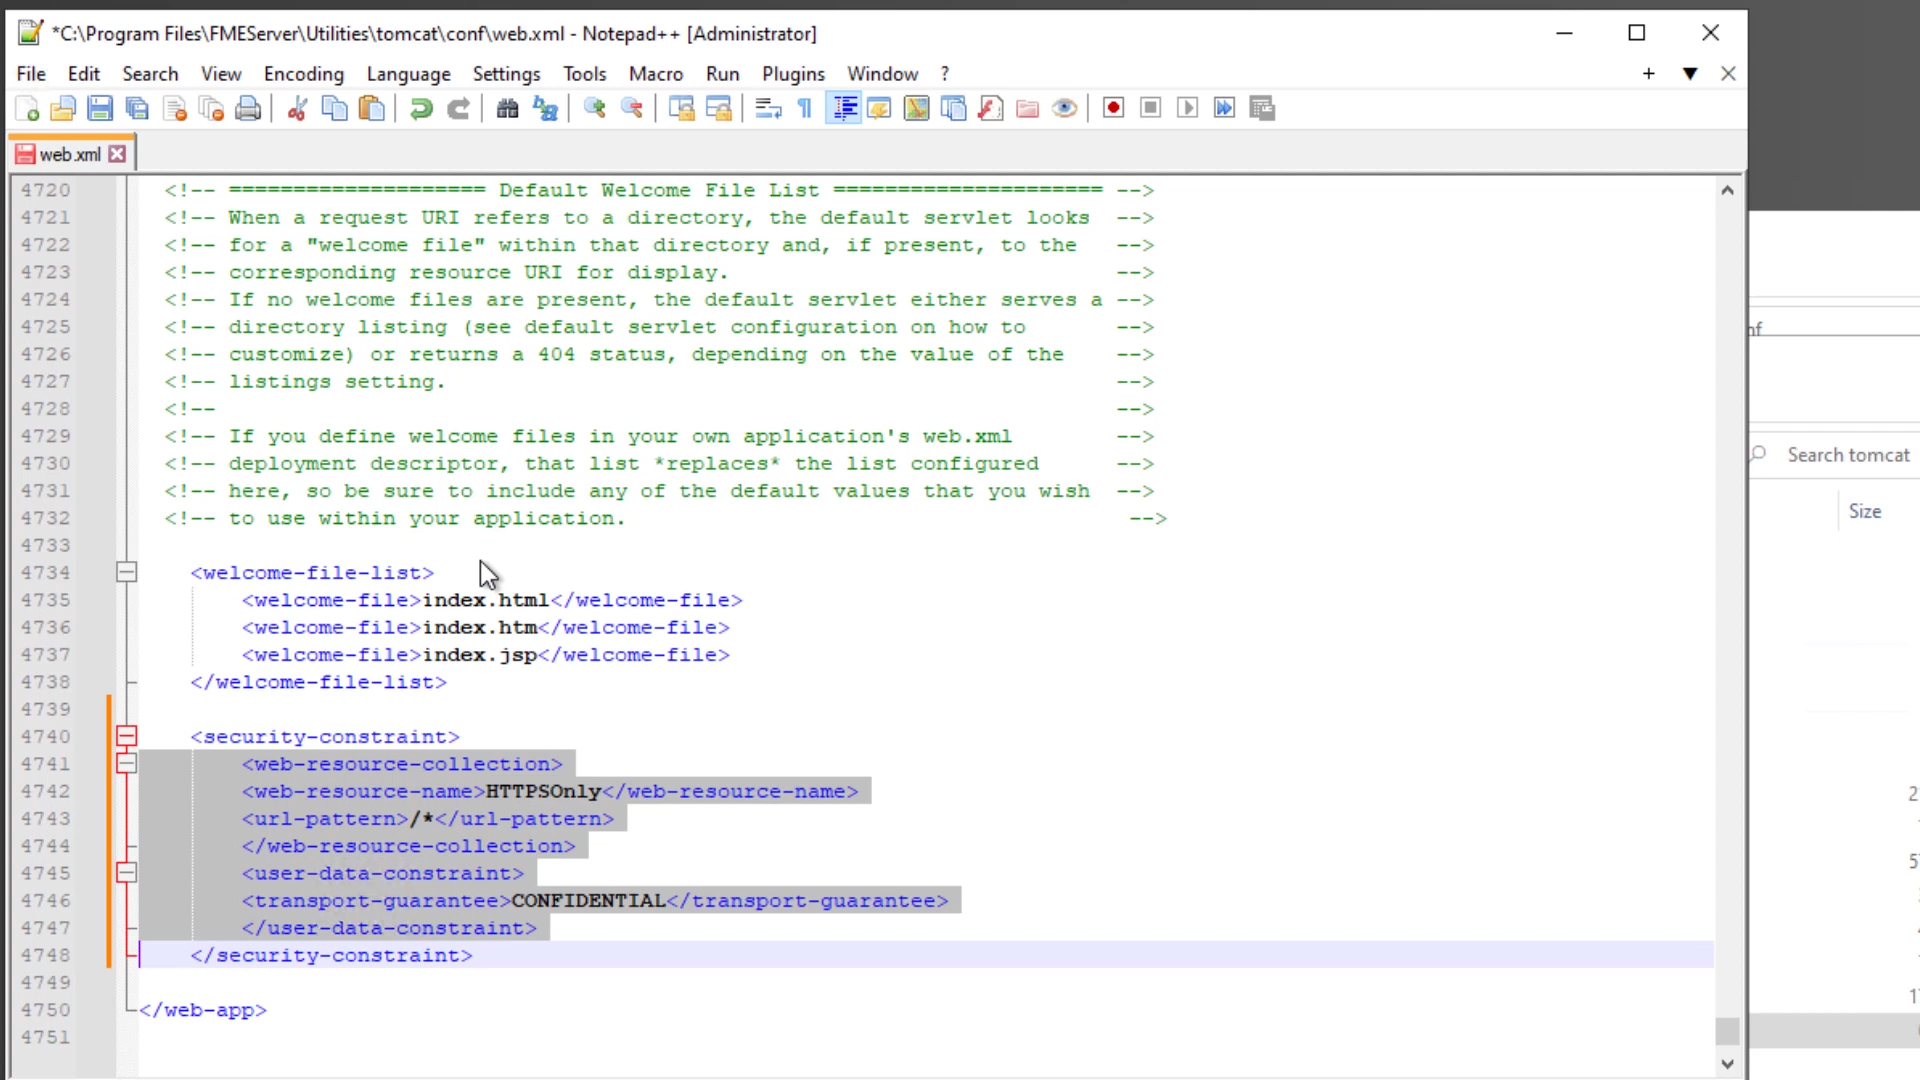 *C:\Program Files\FMEServer\Utilities\tomcat\conf\web.xml - Notepad++ [Administrator]
File Edit Search View Encoding Language Settings Tools Macro Run Plugins Window ?
web.xml
4720 <!-- ==================== Default Welcome File List ===================== -->
4721 <!-- When a request URI refers to a directory, the default servlet looks -->
4722 <!-- for a "welcome file" within that directory and, if present, to the -->
4723 <!-- corresponding resource URI for display. -->
4724 <!-- If no welcome files are present, the default servlet either serves a -->
4725 <!-- directory listing (see default servlet configuration on how to -->
4726 <!-- customize) or returns a 404 status, depending on the value of the -->
4727 <!-- listings setting. -->
4728 <!-- -->
4729 <!-- If you define welcome files in your own application's web.xml -->
4730 <!-- deployment descriptor, that list *replaces* the list configured -->
4731 <!-- here, so be sure to include any of the default values that you wish -->
4732 <!-- to use within your application. -->
4733
4734 <welcome-file-list>
4735 <welcome-file>index.html</welcome-file>
4736 <welcome-file>index.htm</welcome-file>
4737 <welcome-file>index.jsp</welcome-file>
4738 </welcome-file-list>
4739
4740 <security-constraint>
4741 <web-resource-collection>
4742 <web-resource-name>HTTPSOnly</web-resource-name>
4743 <url-pattern>/*</url-pattern>
4744 </web-resource-collection>
4745 <user-data-constraint>
4746 <transport-guarantee>CONFIDENTIAL</transport-guarantee>
4747 </user-data-constraint>
4748 </security-constraint>
4749
4750 </web-app>
4751
nf
Search tomcat
Size